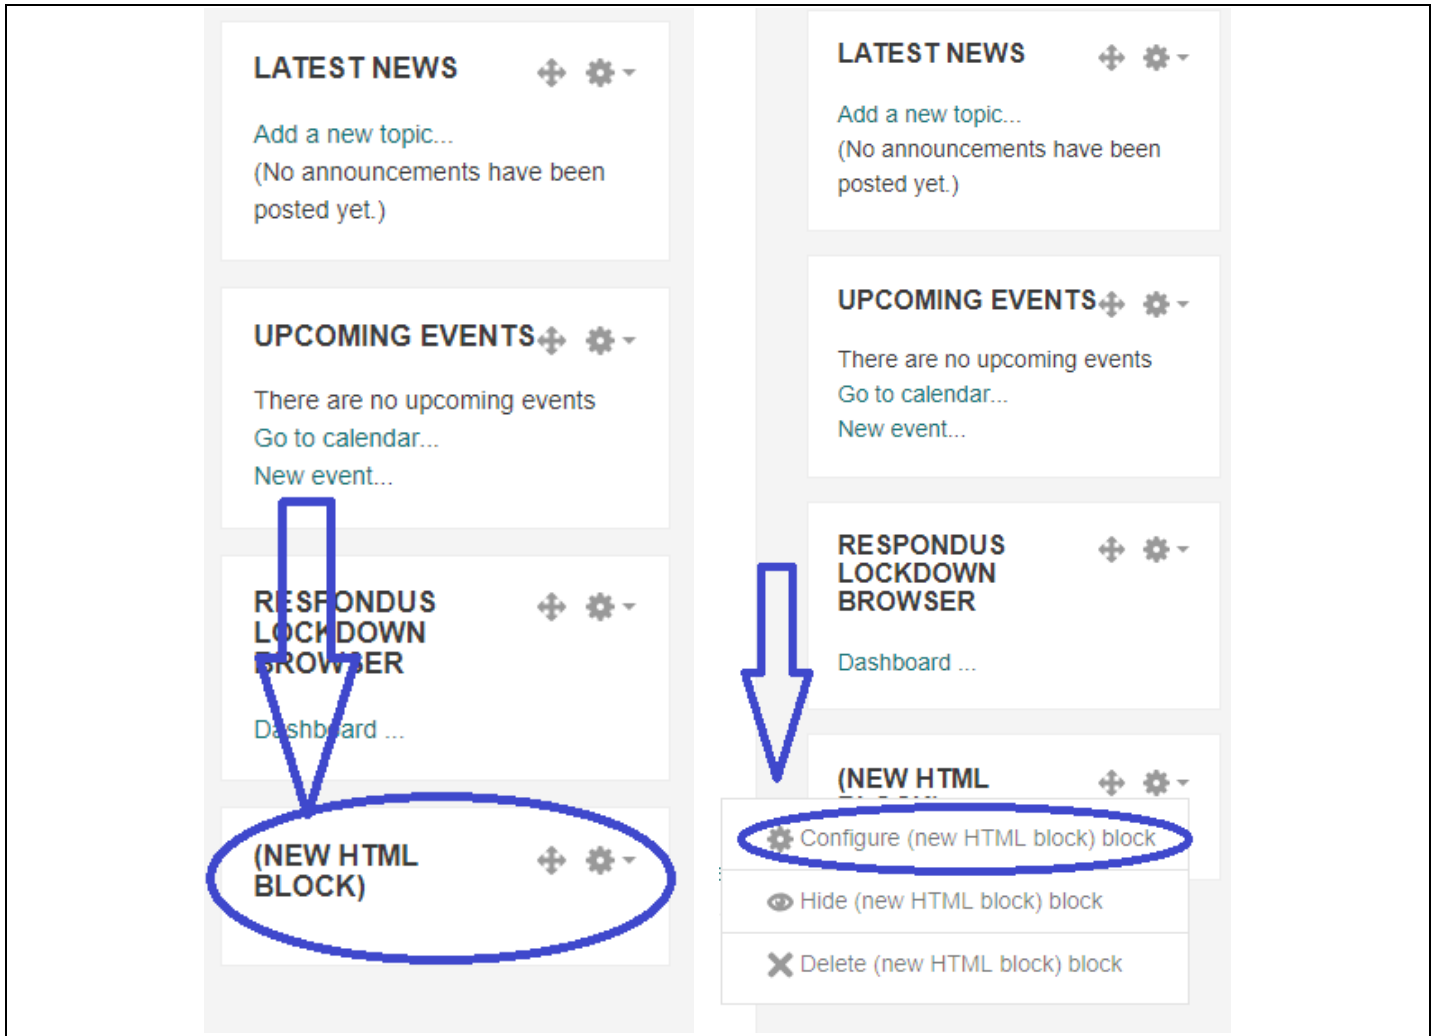 LATEST NEWS
Add a new topic...
(No announcements have been
posted yet.)
UPCOMING EVENTS
There are no upcoming events
Go to calendar...
New event...
RESPONDUS
LOCKDOWN
BROWSER
Dashboard ...
(NEW HTML
BLOCK)
LATEST NEWS
Add a new topic...
(No announcements have been
posted yet.)
UPCOMING EVENTS
There are no upcoming events
Go to calendar...
New event...
RESPONDUS
LOCKDOWN
BROWSER
Dashboard ...
(NEW HTML
Configure (new HTML block) block
Hide (new HTML block) block
Delete (new HTML block) block